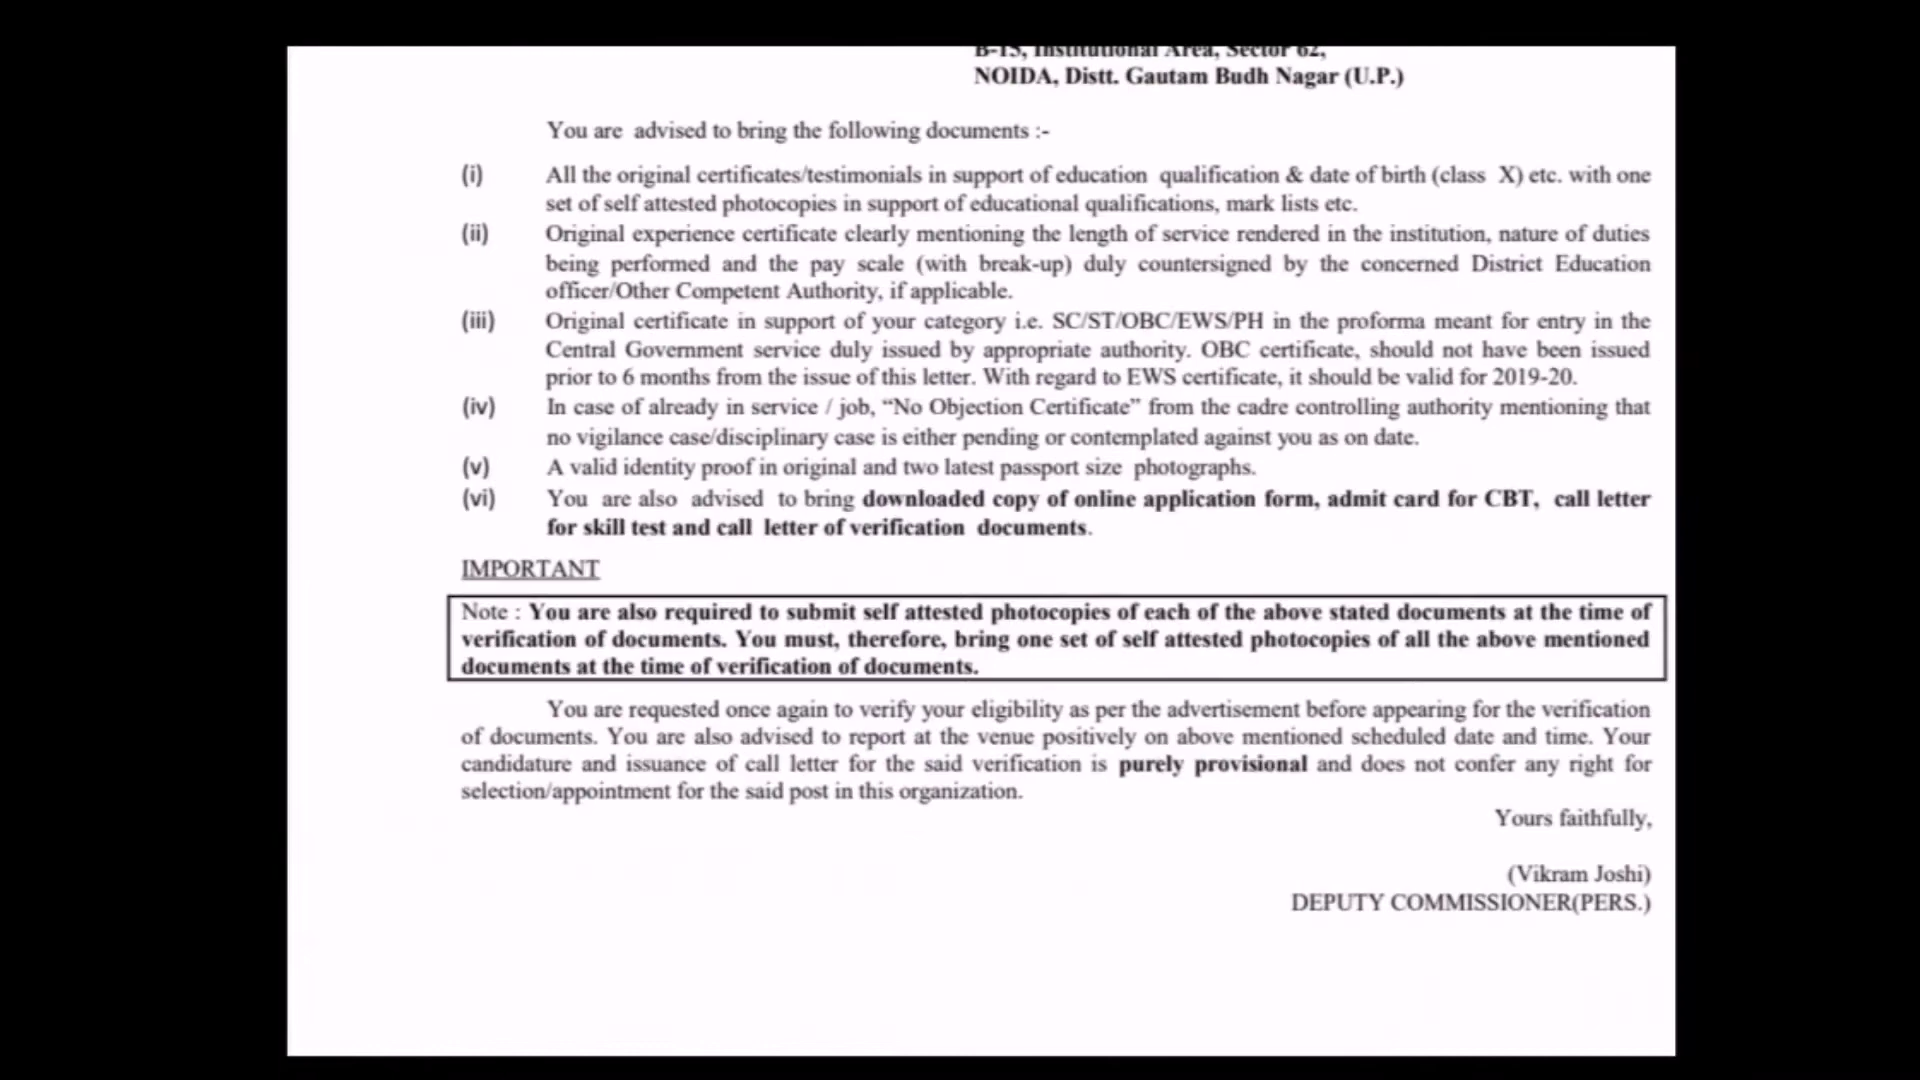 B-15, Institutional Area, Sector 62,
NOIDA, Distt. Gautam Budh Nagar (U.P.)
You are advised to bring the following documents :-
(i) All the original certificates/testimonials in support of education qualification & date of birth (class X) etc. with one
set of self attested photocopies in support of educational qualifications, mark lists etc.
(ii) Original experience certificate clearly mentioning the length of service rendered in the institution, nature of duties
being performed and the pay scale (with break-up) duly countersigned by the concerned District Education
officer/Other Competent Authority, if applicable.
(iii) Original certificate in support of your category i.e. SC/ST/OBC/EWS/PH in the proforma meant for entry in the
Central Government service duly issued by appropriate authority. OBC certificate, should not have been issued
prior to 6 months from the issue of this letter. With regard to EWS certificate, it should be valid for 2019-20.
(iv) In case of already in service / job, “No Objection Certificate” from the cadre controlling authority mentioning that
no vigilance case/disciplinary case is either pending or contemplated against you as on date.
(v) A valid identity proof in original and two latest passport size photographs.
(vi) You are also advised to bring downloaded copy of online application form, admit card for CBT, call letter
for skill test and call letter of verification documents.
IMPORTANT
Note : You are also required to submit self attested photocopies of each of the above stated documents at the time of
verification of documents. You must, therefore, bring one set of self attested photocopies of all the above mentioned
documents at the time of verification of documents.
You are requested once again to verify your eligibility as per the advertisement before appearing for the verification
of documents. You are also advised to report at the venue positively on above mentioned scheduled date and time. Your
candidature and issuance of call letter for the said verification is purely provisional and does not confer any right for
selection/appointment for the said post in this organization.
Yours faithfully,
(Vikram Joshi)
DEPUTY COMMISSIONER(PERS.)